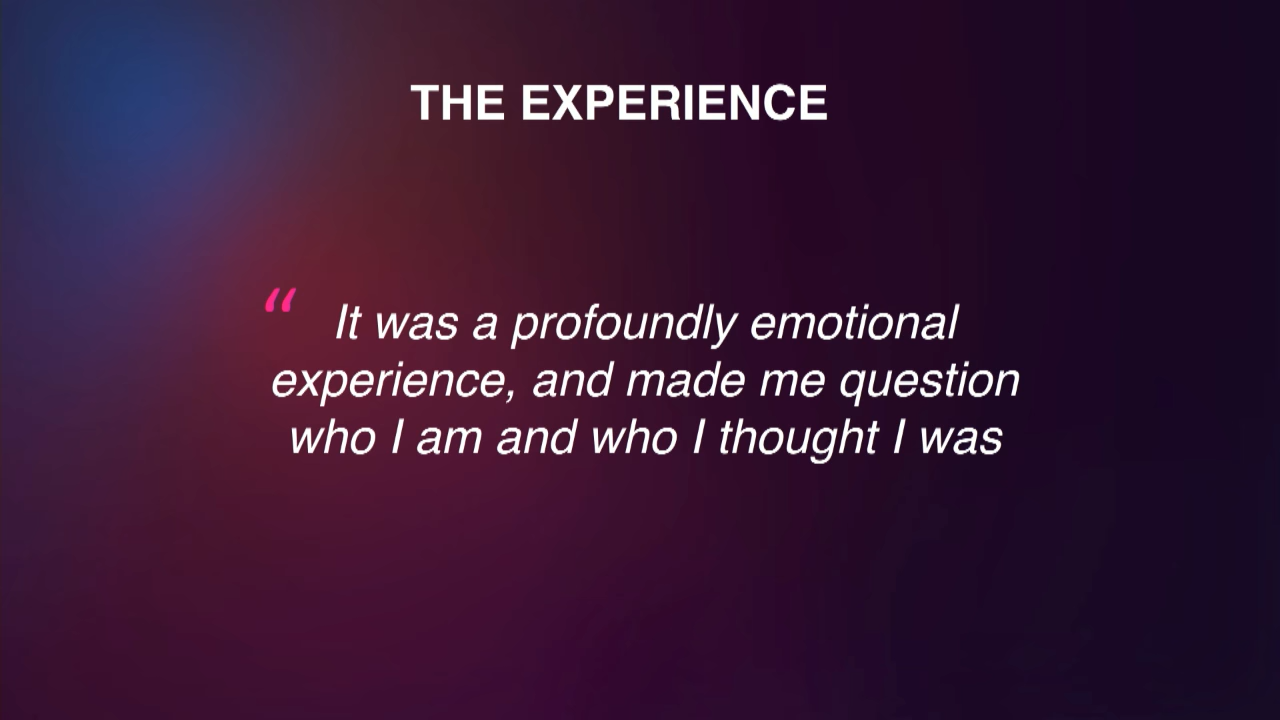 THE EXPERIENCE
“ It was a profoundly emotional
experience, and made me question
who I am and who I thought I was